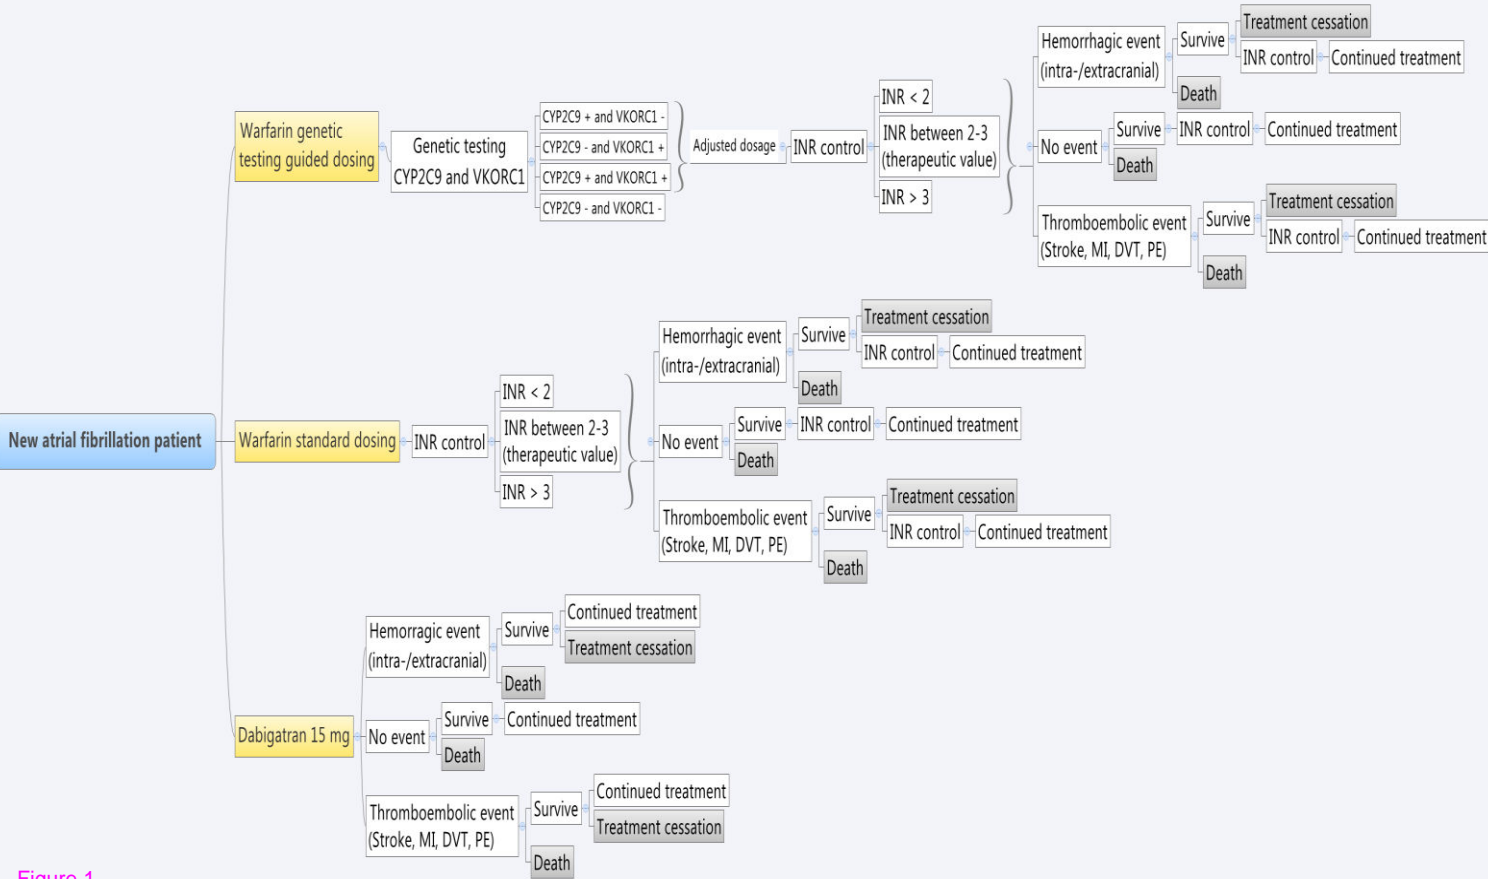 New atrial fibrillation patient
Warfarin genetic
testing guided dosing
Genetic testing
CYP2C9 and VKORC1
CYP2C9 + and VKORC1 -
CYP2C9 - and VKORC1 +
CYP2C9 + and VKORC1 +
CYP2C9 - and VKORC1 -
Adjusted dosage
INR control
INR < 2
INR between 2-3
(therapeutic value)
INR > 3
Hemorrhagic event
(intra-/extracranial)
Survive
Treatment cessation
INR control
Continued treatment
Death
No event
Survive
INR control
Continued treatment
Death
Thromboembolic event
(Stroke, MI, DVT, PE)
Survive
Treatment cessation
INR control
Continued treatment
Death
Warfarin standard dosing
INR control
INR < 2
INR between 2-3
(therapeutic value)
INR > 3
Hemorrhagic event
(intra-/extracranial)
Survive
Treatment cessation
INR control
Continued treatment
Death
No event
Survive
INR control
Continued treatment
Death
Thromboembolic event
(Stroke, MI, DVT, PE)
Survive
Treatment cessation
INR control
Continued treatment
Death
Dabigatran 15 mg
Hemorragic event
(intra-/extracranial)
Survive
Continued treatment
Treatment cessation
Death
No event
Survive
Continued treatment
Death
Thromboembolic event
(Stroke, MI, DVT, PE)
Survive
Continued treatment
Treatment cessation
Death
Figure 1